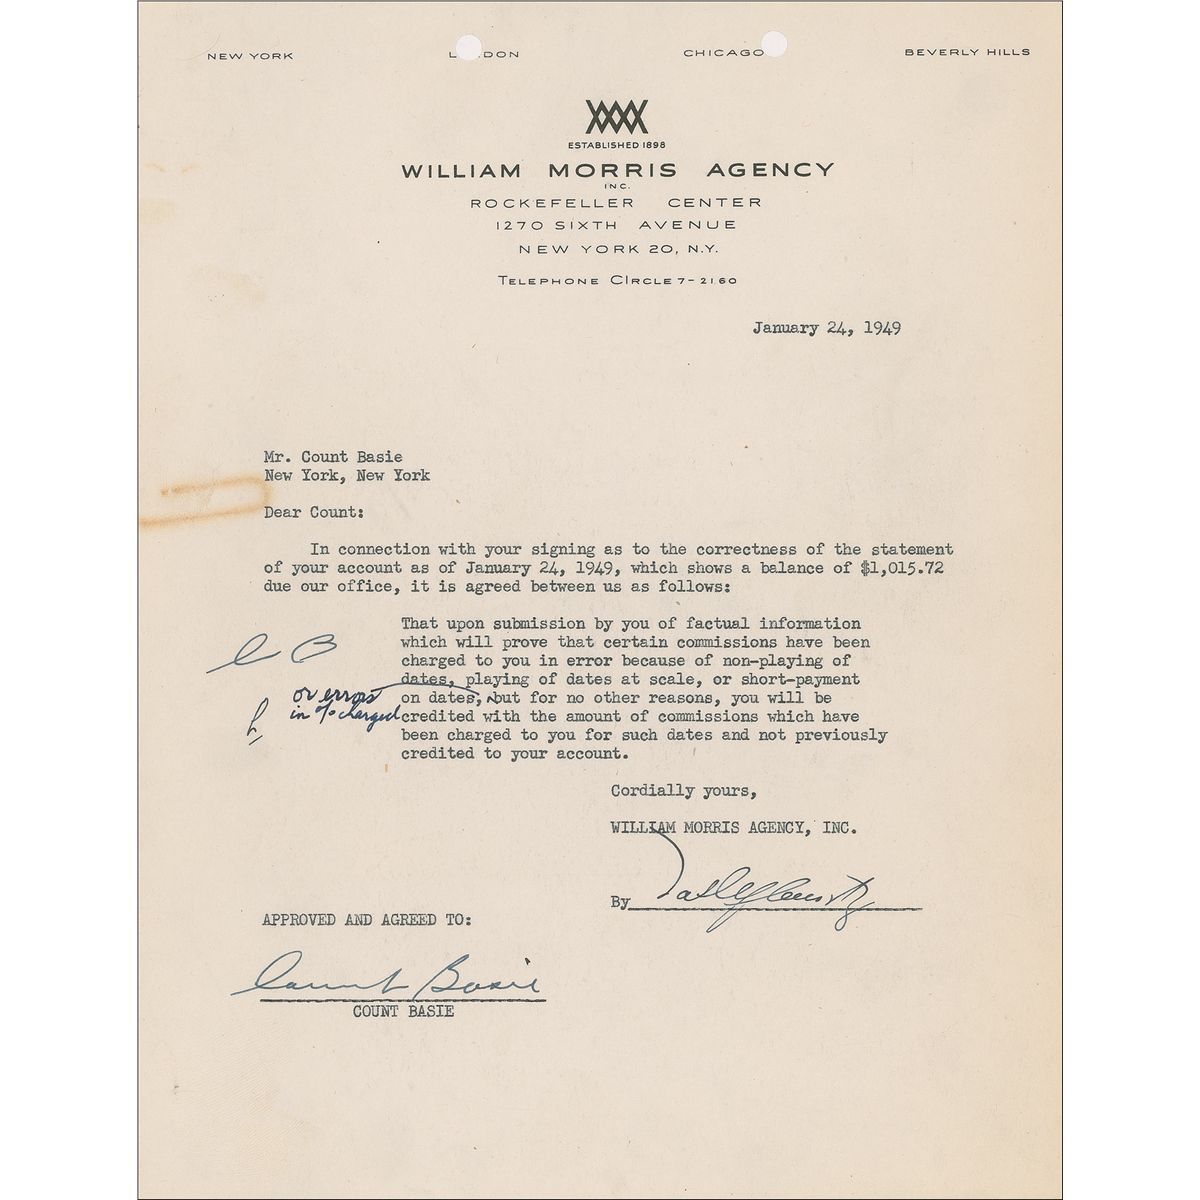 NEW YORK   L DON   CHICAGO   BEVERLY HILLS
ESTABLISHED 1898
WILLIAM MORRIS AGENCY
INC.
ROCKEFELLER CENTER
1270 SIXTH AVENUE
NEW YORK 20, N.Y.
TELEPHONE CIRCLE 7-2160
January 24, 1949
Mr. Count Basie
New York, New York
Dear Count:
In connection with your signing as to the correctness of the statement
of your account as of January 24, 1949, which shows a balance of $1,015.72
due our office, it is agreed between us as follows:
That upon submission by you of factual information
which will prove that certain commissions have been
charged to you in error because of non-playing of
dates, playing of dates at scale, or short-payment
on dates, but for no other reasons, you will be
credited with the amount of commissions which have
been charged to you for such dates and not previously
credited to your account.
C B
or errors
in % charged
Cordially yours,
WILLIAM MORRIS AGENCY, INC.
By
APPROVED AND AGREED TO:
Count Basie
COUNT BASIE